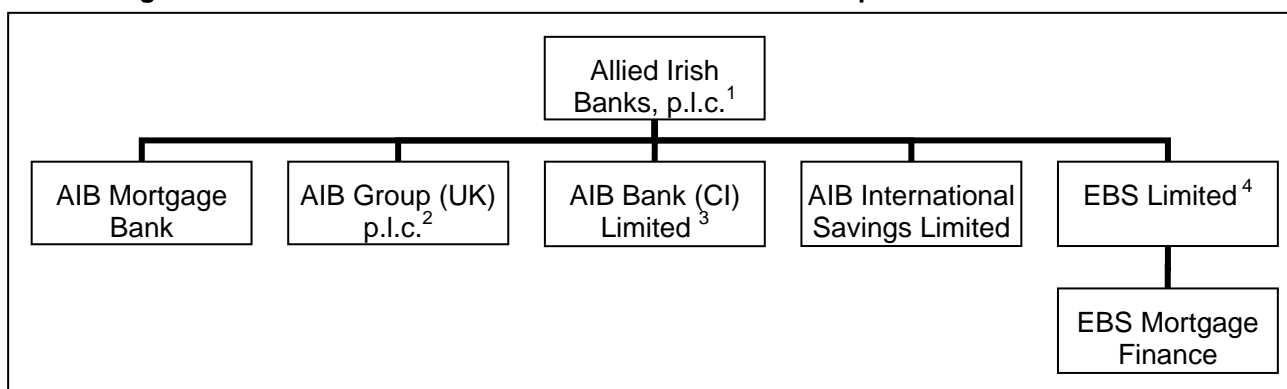 Allied Irish
Banks, p.l.c.1
AIB Mortgage
Bank
AIB Group (UK)
p.l.c.2
AIB Bank (CI)
Limited 3
AIB International
Savings Limited
EBS Limited 4
EBS Mortgage
Finance